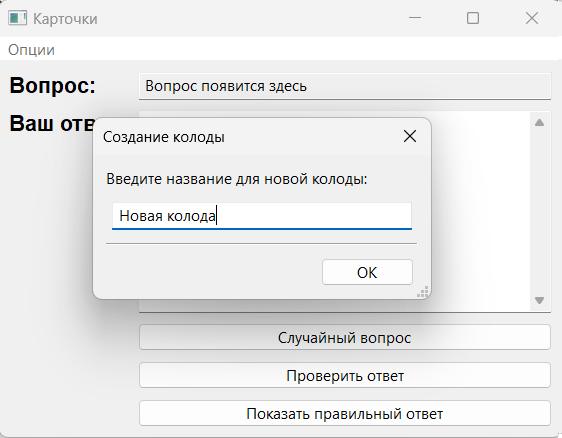 Карточки
Опции
Вопрос:
Вопрос появится здесь
Ваш отв
Создание колоды
Введите название для новой колоды:
Новая колода
OK
Случайный вопрос
Проверить ответ
Показать правильный ответ